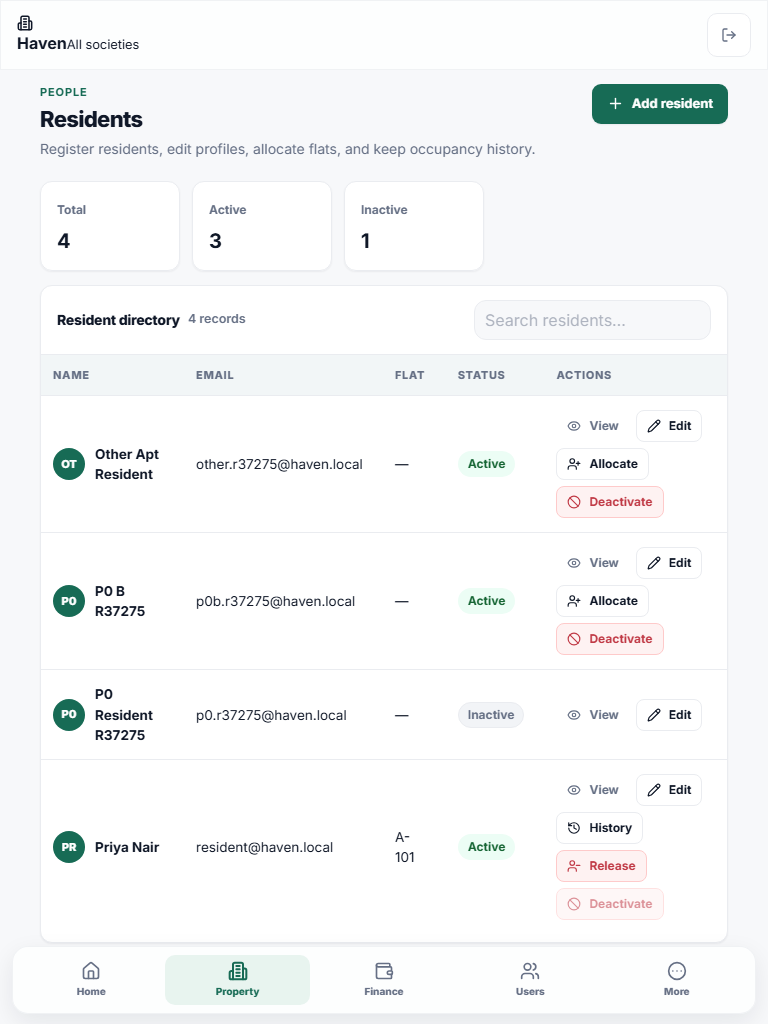 HavenAll societies
PEOPLE
Residents
Add resident
Register residents, edit profiles, allocate flats, and keep occupancy history.
Total
4
Active
3
Inactive
1
Resident directory 4 records
Search residents...
NAME EMAIL FLAT STATUS ACTIONS
OT
Other Apt
Resident
other.r37275@haven.local
—
Active
View
Edit
Allocate
Deactivate
P0
P0 B
R37275
p0b.r37275@haven.local
—
Active
View
Edit
Allocate
Deactivate
P0
P0
Resident
R37275
p0.r37275@haven.local
—
Inactive
View
Edit
PR
Priya Nair
resident@haven.local
A-
101
Active
View
Edit
History
Release
Deactivate
Home
Property
Finance
Users
More